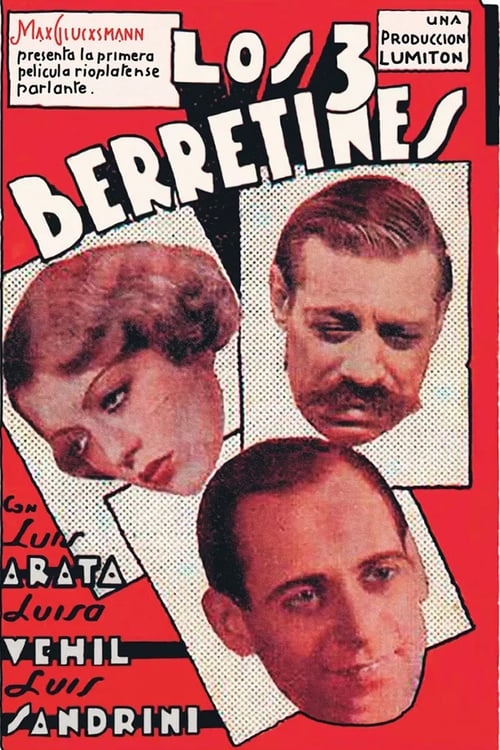 MAX GLUCKSMANN
presenta la primera
pelicula rioplatense
parlante.
UNA
PRODUCCION
LUMITON
LOS 3
BERRETINES
CON
LUIS
ARATA
LUISA
VEHIL
LUIS
SANDRINI